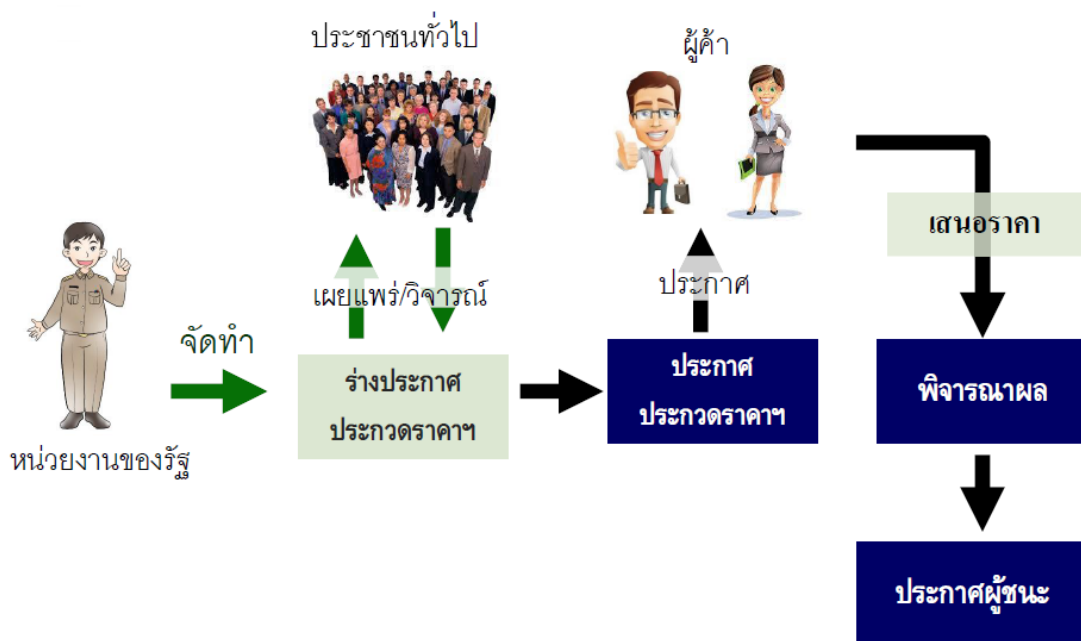 ประชาชนทั่วไป
ผู้ค้า
เสนอราคา
เผยแพร่/วิจารณ์
ประกาศ
จัดทำ
ร่างประกาศ
ประกวดราคาฯ
ประกาศ
ประกวดราคาฯ
พิจารณาผล
หน่วยงานของรัฐ
ประกาศผู้ชนะ